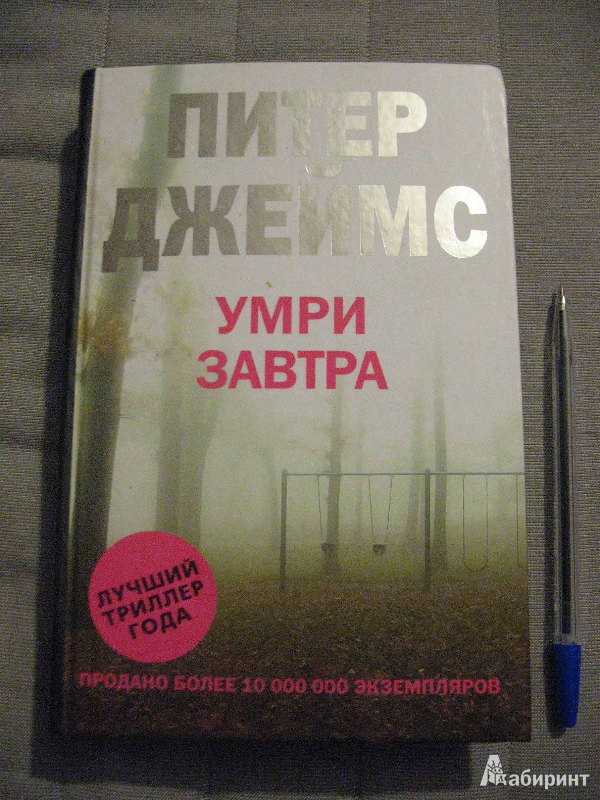 ПИТЕР
ДЖЕЙМС
УМРИ
ЗАВТРА
ЛУЧШИЙ
ТРИЛЛЕР
ГОДА
ПРОДАНО БОЛЕЕ 10 000 000 ЭКЗЕМПЛЯРОВ
Лабиринт